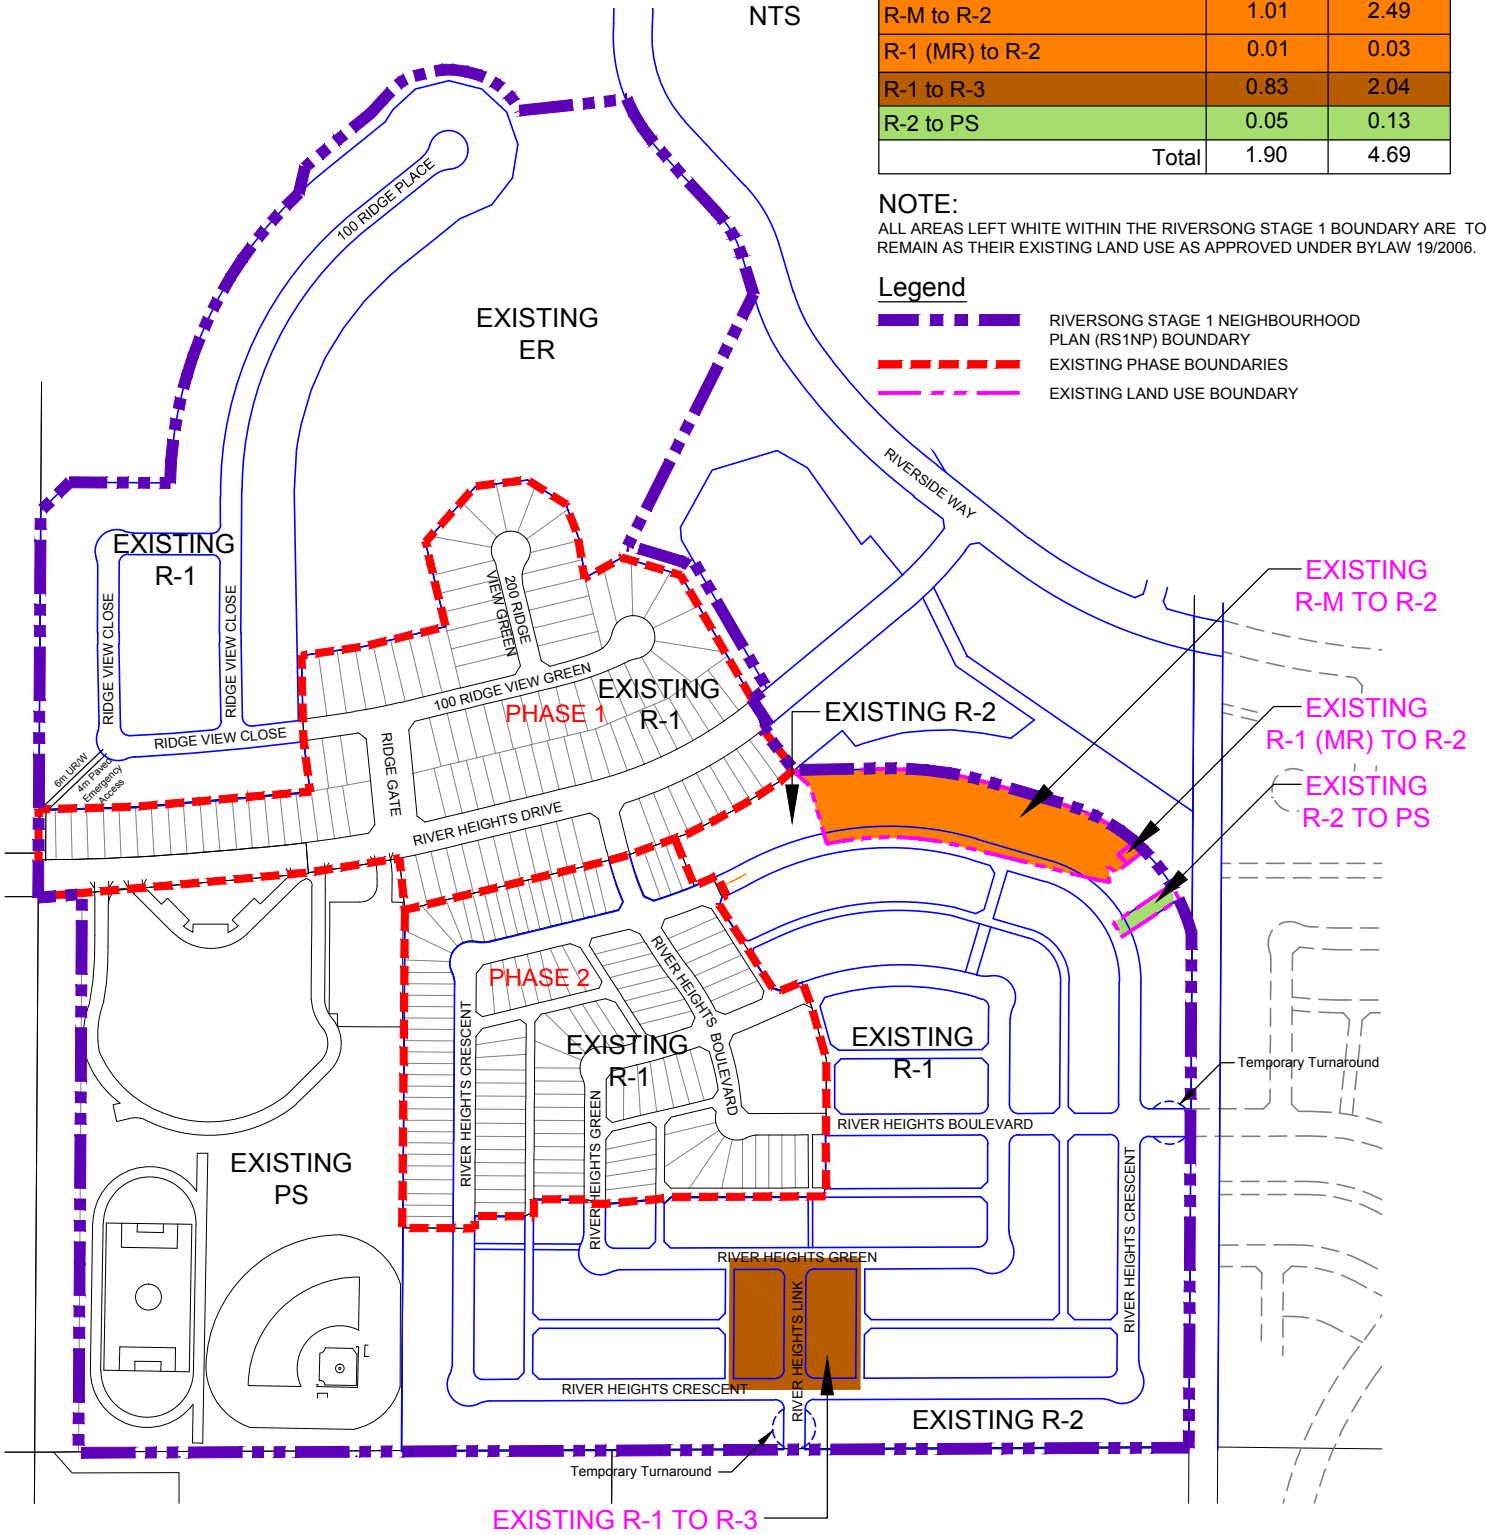 NTS
R-M to R-2 1.01 2.49
R-1 (MR) to R-2 0.01 0.03
R-1 to R-3 0.83 2.04
R-2 to PS 0.05 0.13
Total 1.90 4.69
NOTE:
ALL AREAS LEFT WHITE WITHIN THE RIVERSONG STAGE 1 BOUNDARY ARE TO
REMAIN AS THEIR EXISTING LAND USE AS APPROVED UNDER BYLAW 19/2006.
Legend
RIVERSONG STAGE 1 NEIGHBOURHOOD
PLAN (RS1NP) BOUNDARY
EXISTING PHASE BOUNDARIES
EXISTING LAND USE BOUNDARY
100 RIDGE PLACE
EXISTING
ER
RIVERSIDE WAY
EXISTING
R-1
RIDGE VIEW CLOSE
RIDGE VIEW CLOSE
RIDGE VIEW CLOSE
6m UR/W
4m Paved
Emergency
Access
200 RIDGE
VIEW GREEN
100 RIDGE VIEW GREEN
PHASE 1
EXISTING
R-1
RIDGE GATE
RIVER HEIGHTS DRIVE
EXISTING R-2
EXISTING
R-M TO R-2
EXISTING
R-1 (MR) TO R-2
EXISTING
R-2 TO PS
PHASE 2
RIVER HEIGHTS BOULEVARD
RIVER HEIGHTS CRESCENT
EXISTING
R-1
RIVER HEIGHTS GREEN
EXISTING
R-1
Temporary Turnaround
RIVER HEIGHTS BOULEVARD
RIVER HEIGHTS CRESCENT
EXISTING
PS
RIVER HEIGHTS GREEN
RIVER HEIGHTS LINK
RIVER HEIGHTS CRESCENT
EXISTING R-2
Temporary Turnaround
EXISTING R-1 TO R-3